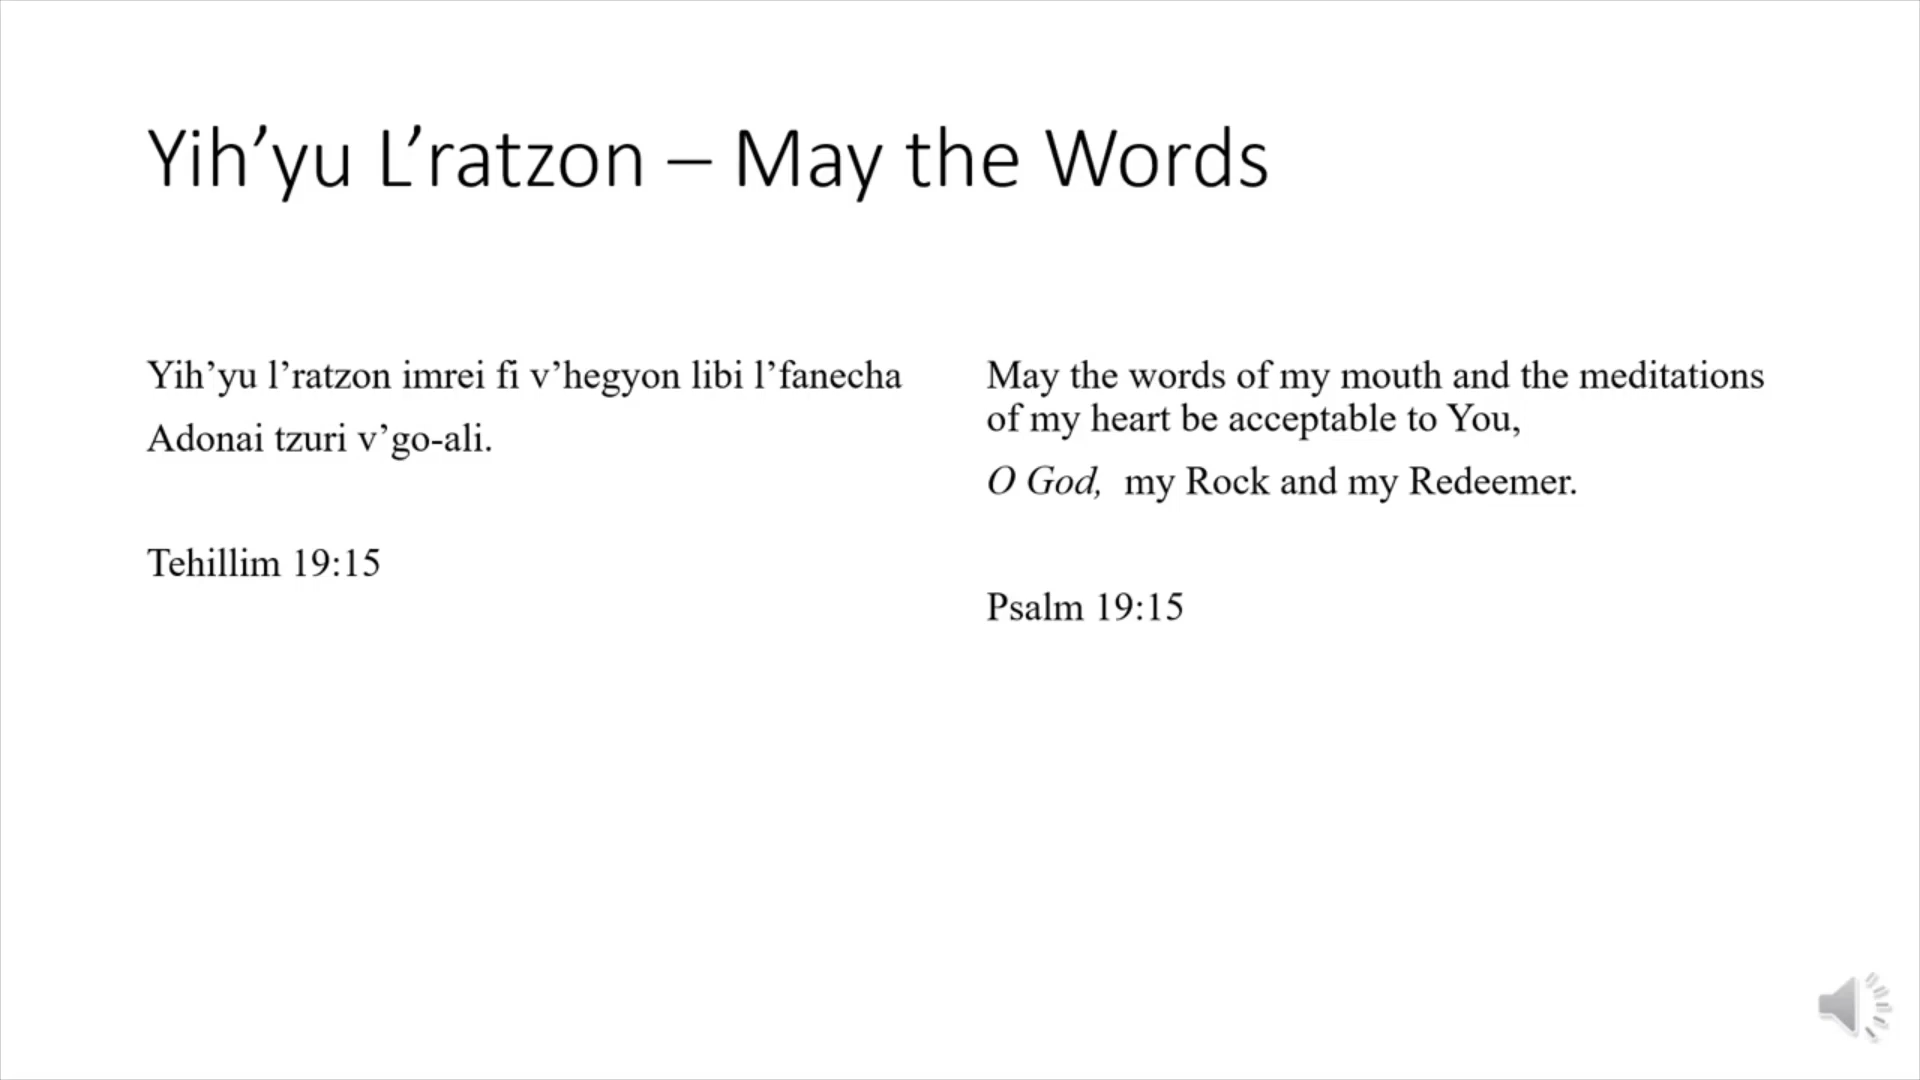 Yih’yu L’ratzon – May the Words
Yih’yu l’ratzon imrei fi v’hegyon libi l’fanecha
Adonai tzuri v’go-ali.
Tehillim 19:15
May the words of my mouth and the meditations
of my heart be acceptable to You,
O God,  my Rock and my Redeemer.
Psalm 19:15